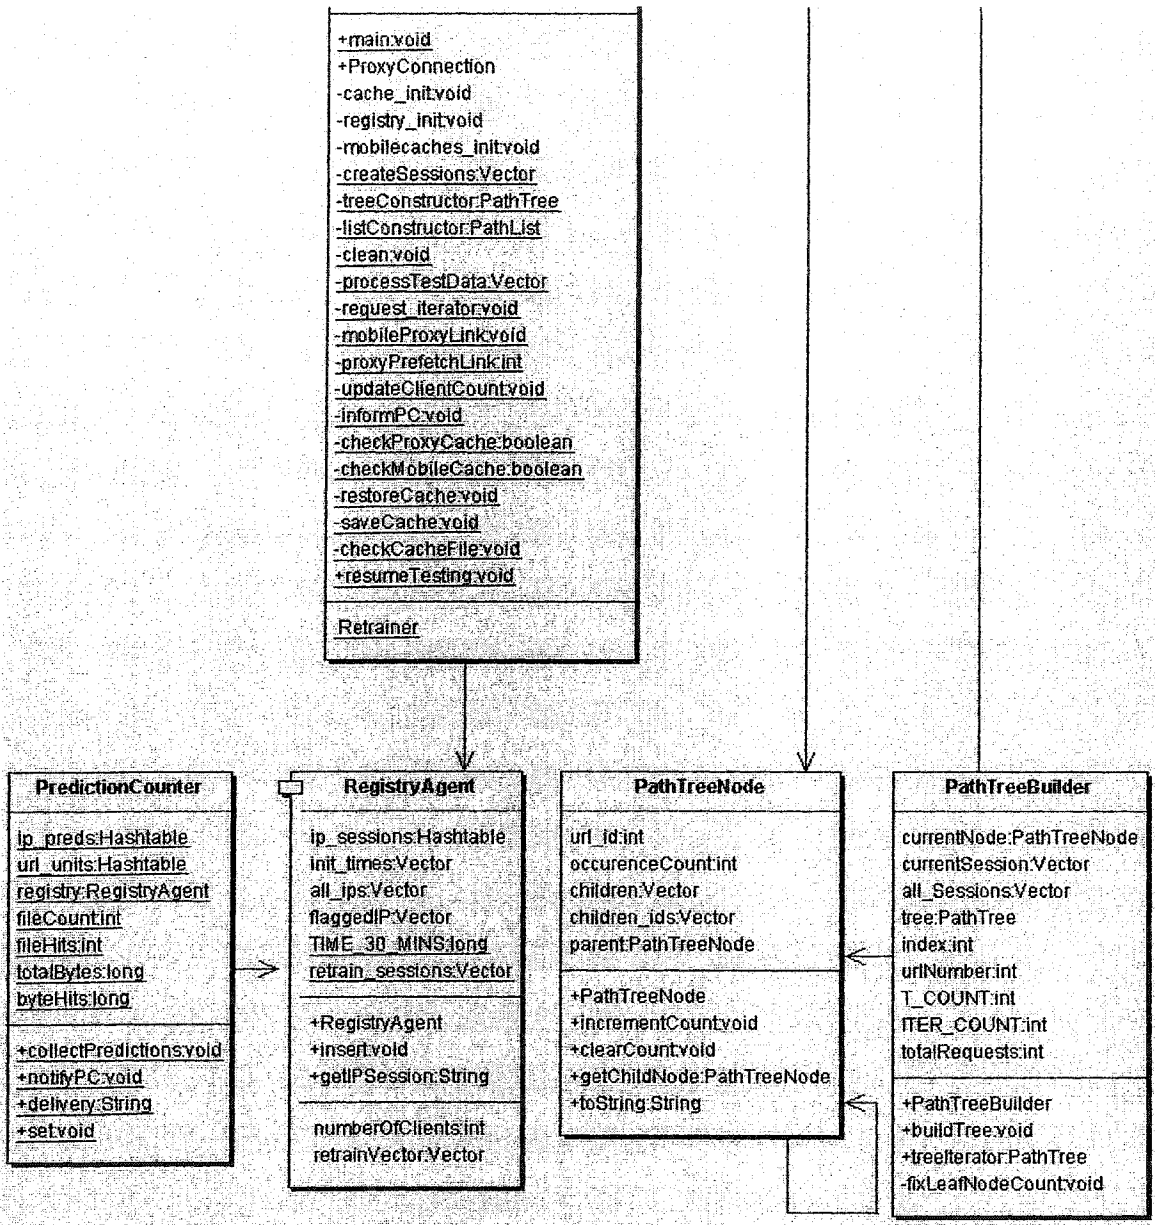 +main:void
+ProxyConnection
-cache_init:void
-registry_init:void
-mobilecaches_init:void
-createSessions:Vector
-treeConstructor:PathTree
-listConstructor:PathList
-clean:void
-processTestData:Vector
-request_iterator:void
-mobileProxyLink:void
-proxyPrefetchLink:int
-updateClientCount:void
-informPC:void
-checkProxyCache:boolean
-checkMobileCache:boolean
-restoreCache:void
-saveCache:void
-checkCacheFile:void
+resumeTesting:void
Retrainer
PredictionCounter
ip_preds:Hashtable
url_units:Hashtable
registry:RegistryAgent
fileCount:int
fileHits:int
totalBytes:long
byteHits:long
+collectPredictions:void
+notifyPC:void
+delivery:String
+set:void
RegistryAgent
ip_sessions:Hashtable
init_times:Vector
all_ips:Vector
flaggedIP:Vector
TIME_30_MINS:long
retrain_sessions:Vector
+RegistryAgent
+insert:void
+getIPSession:String
numberOfClients:int
retrainVector:Vector
PathTreeNode
url_id:int
occurenceCount:int
children:Vector
children_ids:Vector
parent:PathTreeNode
+PathTreeNode
+incrementCount:void
+clearCount:void
+getChildNode:PathTreeNode
+toString:String
PathTreeBuilder
currentNode:PathTreeNode
currentSession:Vector
all_Sessions:Vector
tree:PathTree
index:int
urlNumber:int
T_COUNT:int
ITER_COUNT:int
totalRequests:int
+PathTreeBuilder
+buildTree:void
+treeIterator:PathTree
-fixLeafNodeCount:void